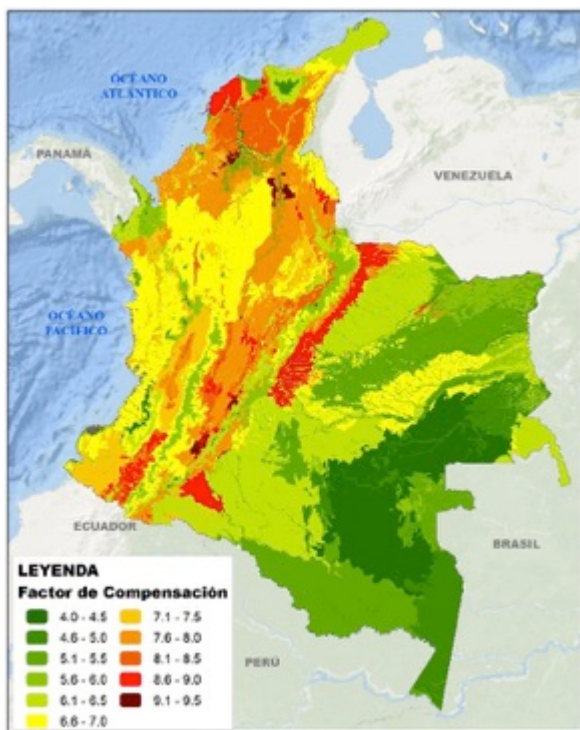 OCÉANO
ATLÁNTICO
PANAMÁ
VENEZUELA
OCÉANO
PACÍFICO
ECUADOR
BRASIL
PERÚ
LEYENDA
Factor de Compensación
4.0 - 4.5
4.6 - 5.0
5.1 - 5.5
5.6 - 6.0
6.1 - 6.5
6.6 - 7.0
7.1 - 7.5
7.6 - 8.0
8.1 - 8.5
8.6 - 9.0
9.1 - 9.5